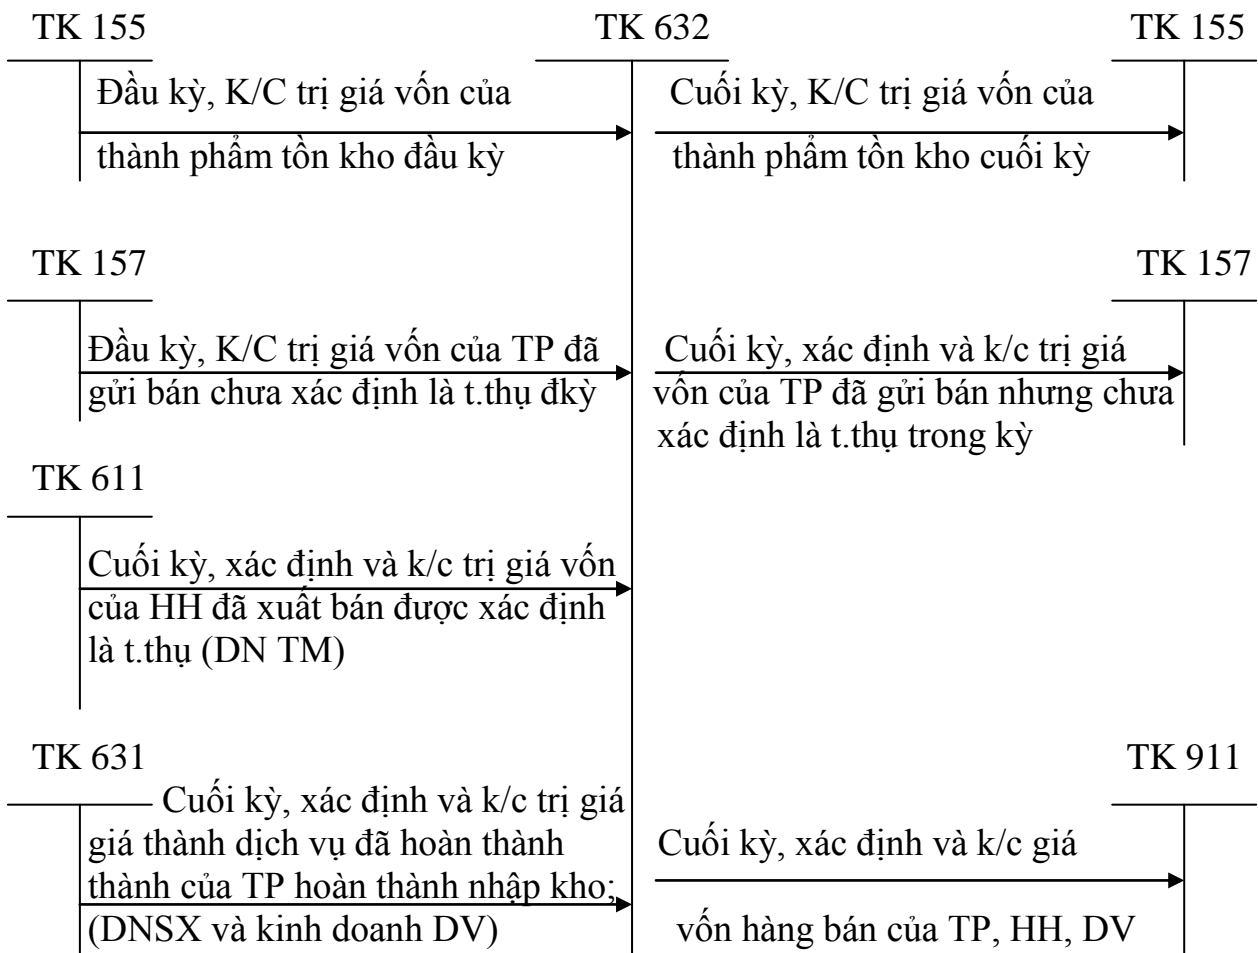 TK 155
TK 632
TK 155
Đầu kỳ, K/C trị giá vốn của
thành phẩm tồn kho đầu kỳ
Cuối kỳ, K/C trị giá vốn của
thành phẩm tồn kho cuối kỳ
TK 157
TK 157
Đầu kỳ, K/C trị giá vốn của TP đã
gửi bán chưa xác định là t.thụ đkỳ
Cuối kỳ, xác định và k/c trị giá
vốn của TP đã gửi bán nhưng chưa
xác định là t.thụ trong kỳ
TK 611
Cuối kỳ, xác định và k/c trị giá vốn
của HH đã xuất bán được xác định
là t.thụ (DN TM)
TK 631
TK 911
Cuối kỳ, xác định và k/c trị giá
giá thành dịch vụ đã hoàn thành
thành của TP hoàn thành nhập kho;
(DNSX và kinh doanh DV)
Cuối kỳ, xác định và k/c giá
vốn hàng bán của TP, HH, DV